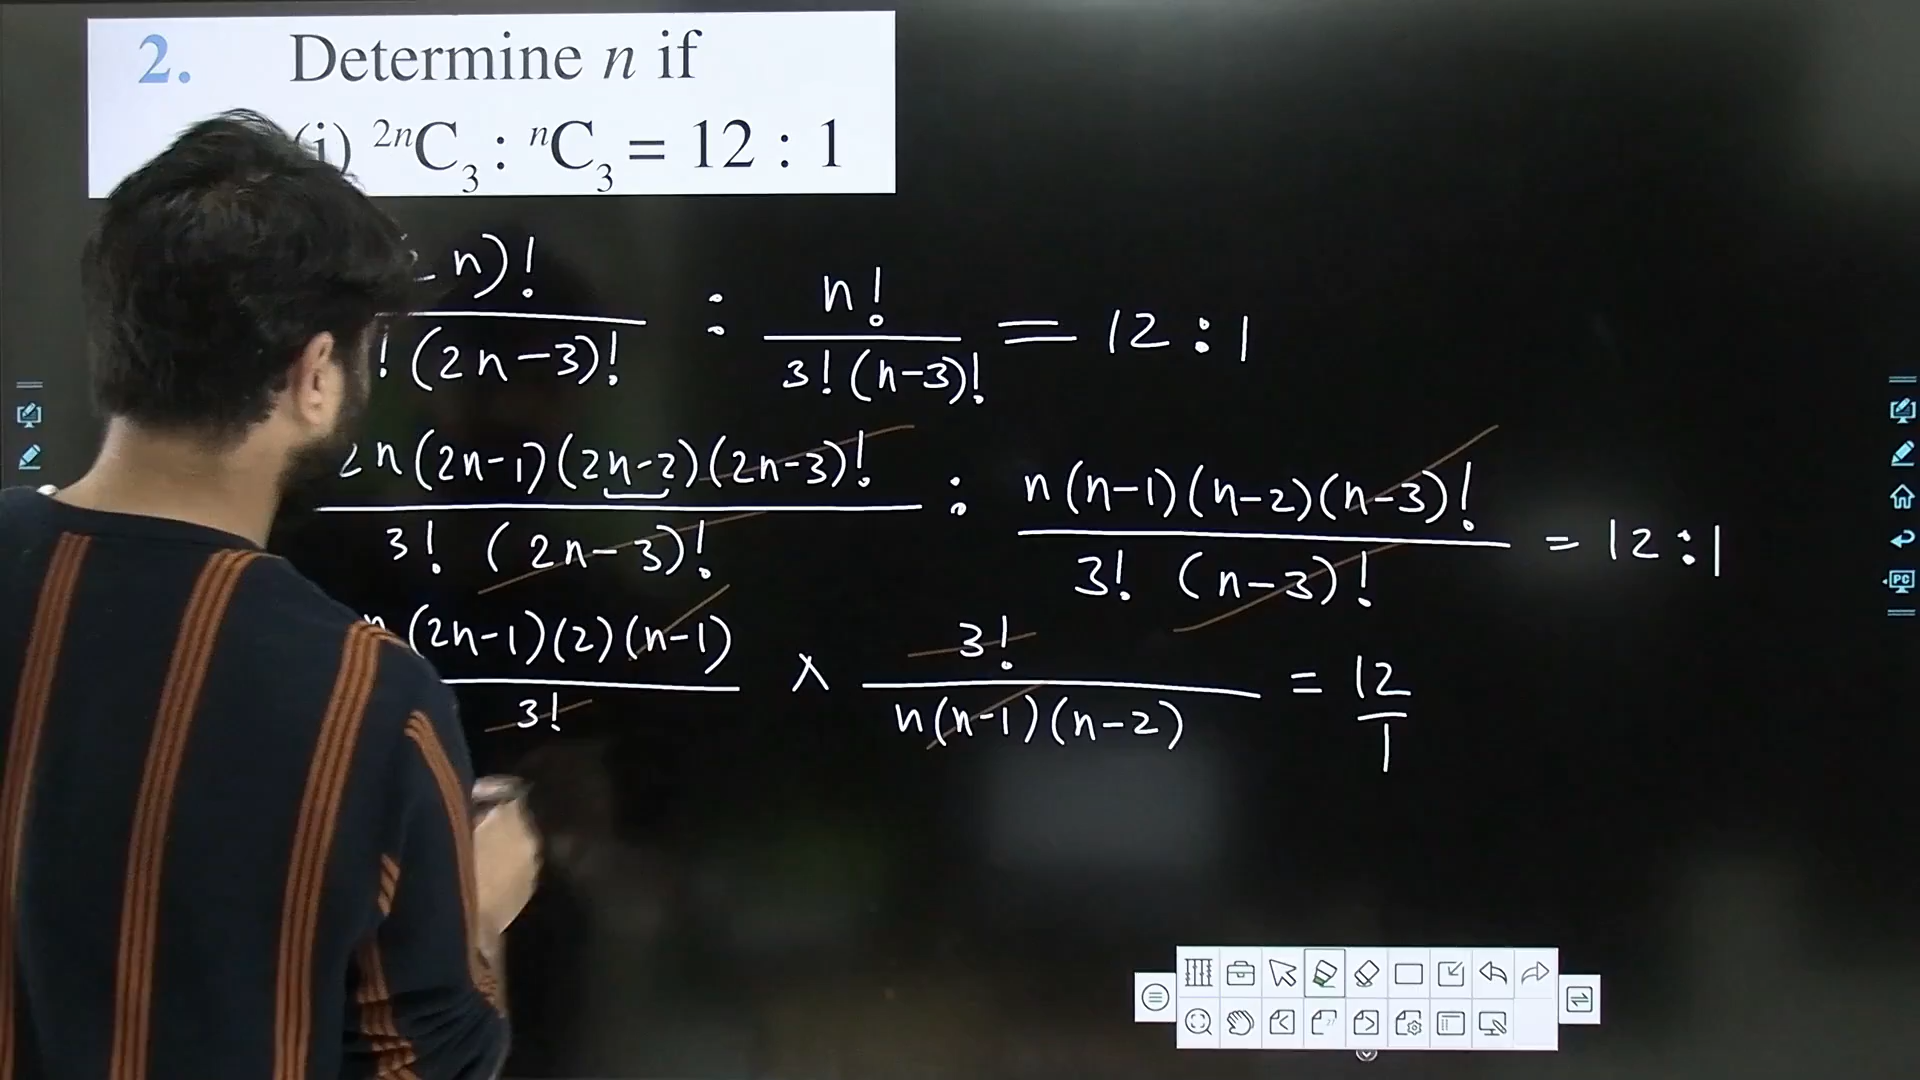 2. Determine n if
(i) 2nC3 : nC3 = 12 : 1
n)! / ! (2n-3)! : n! / 3! (n-3)! = 12 : 1
2n(2n-1)(2n-2)(2n-3)! / 3! (2n-3)! : n(n-1)(n-2)(n-3)! / 3! (n-3)! = 12 : 1
n(2n-1)(2)(n-1) / 3! × 3! / n(n-1)(n-2) = 12 / 1
PC